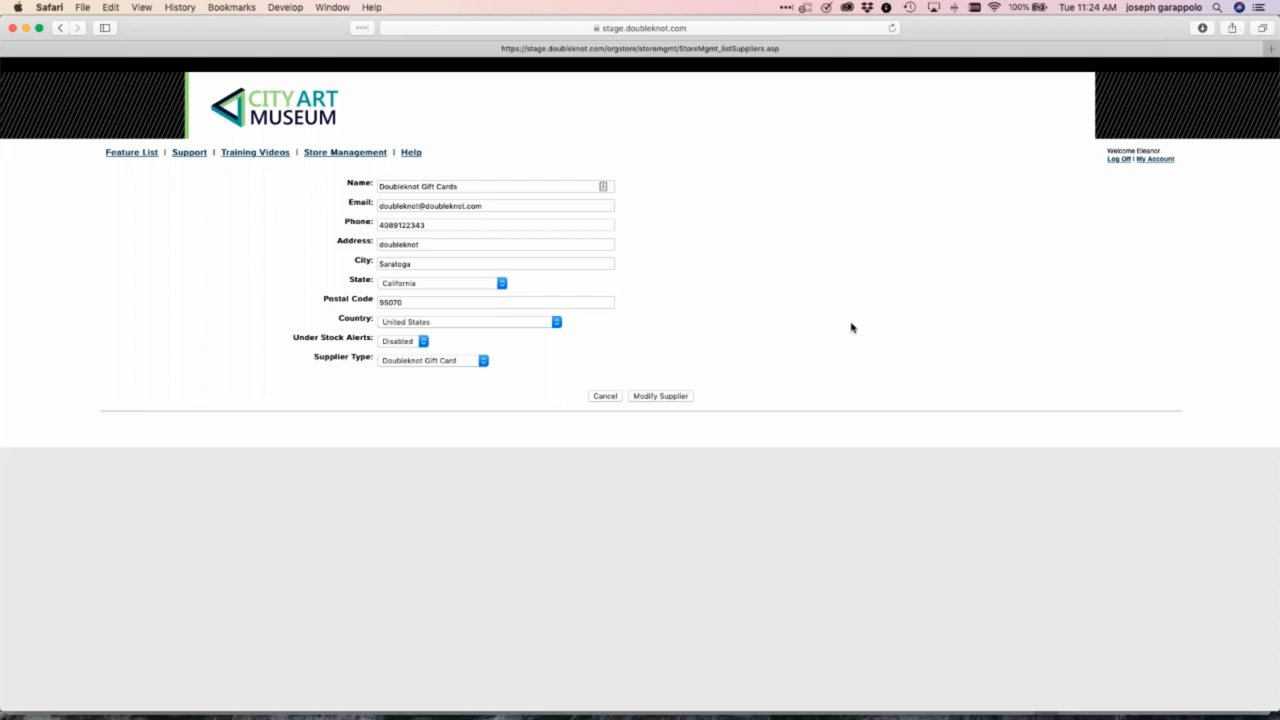 Safari File Edit View History Bookmarks Develop Window Help 100% Tue 11:24 AM joseph garappolo
stage.doubleknot.com
https://stage.doubleknot.com/orgstore/storemgmt/StoreMgmt_listSuppliers.asp
CITY ART
MUSEUM
Feature List | Support | Training Videos | Store Management | Help
Welcome Eleanor
Log Off | My Account
Name: Doubleknot Gift Cards
Email: doubleknot@doubleknot.com
Phone: 4089122343
Address: doubleknot
City: Saratoga
State: California
Postal Code 95070
Country: United States
Under Stock Alerts: Disabled
Supplier Type: Doubleknot Gift Card
Cancel Modify Supplier